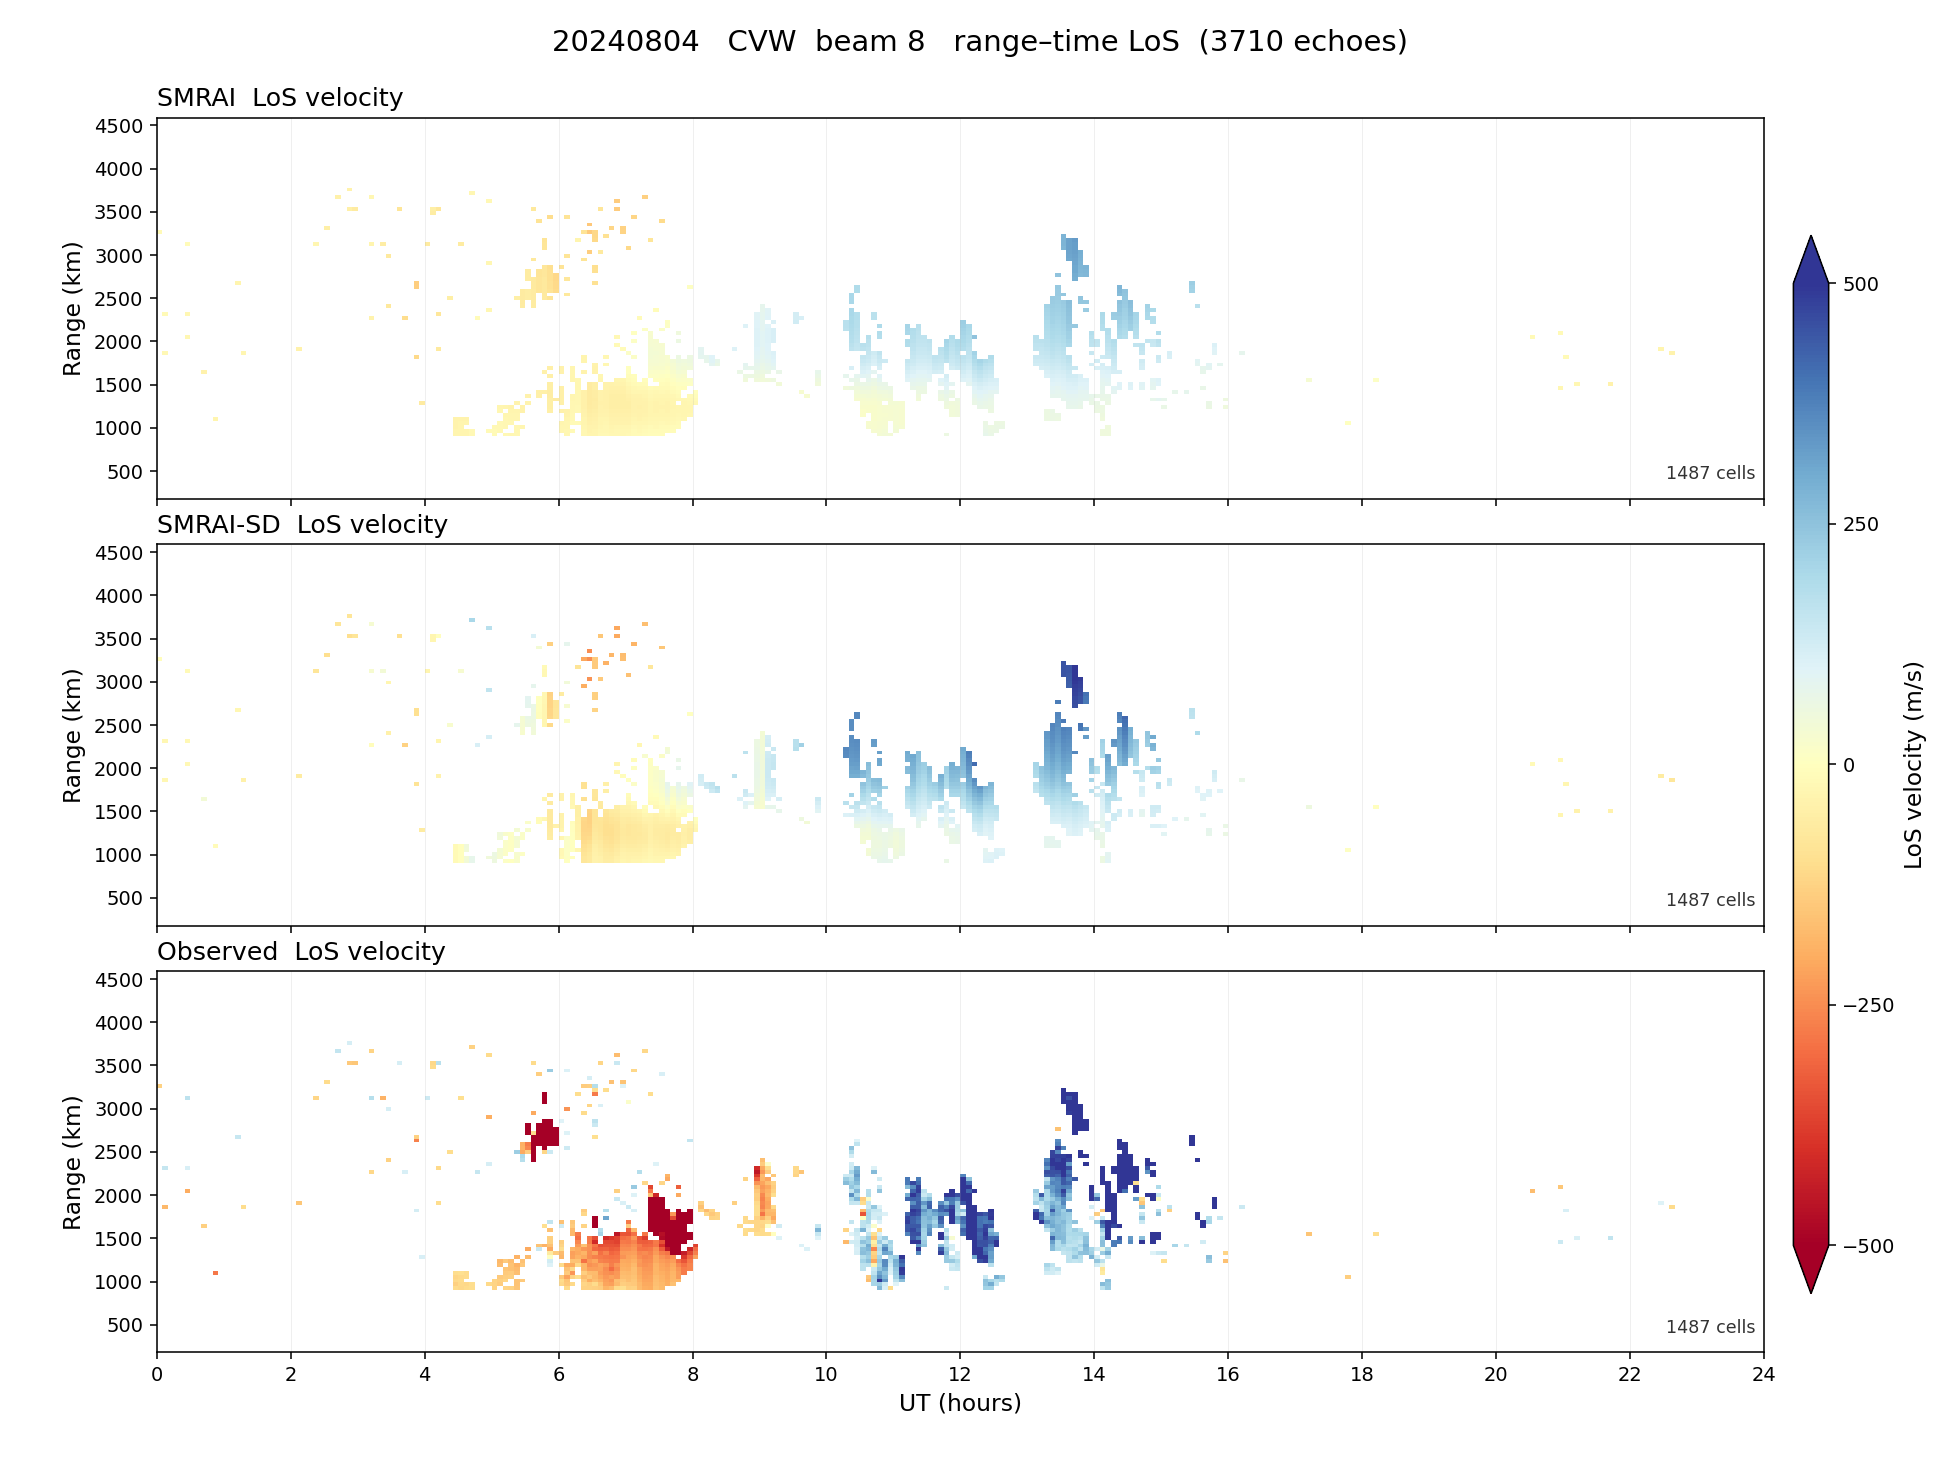 20240804   CVW  beam 8   range–time LoS  (3710 echoes)
SMRAI  LoS velocity
4500
4000
3500
3000
2500
2000
1500
1000
500
Range (km)
1487 cells
SMRAI-SD  LoS velocity
4500
4000
3500
3000
2500
2000
1500
1000
500
Range (km)
1487 cells
Observed  LoS velocity
4500
4000
3500
3000
2500
2000
1500
1000
500
Range (km)
1487 cells
0 2 4 6 8 10 12 14 16 18 20 22 24
UT (hours)
500
250
0
−250
−500
LoS velocity (m/s)